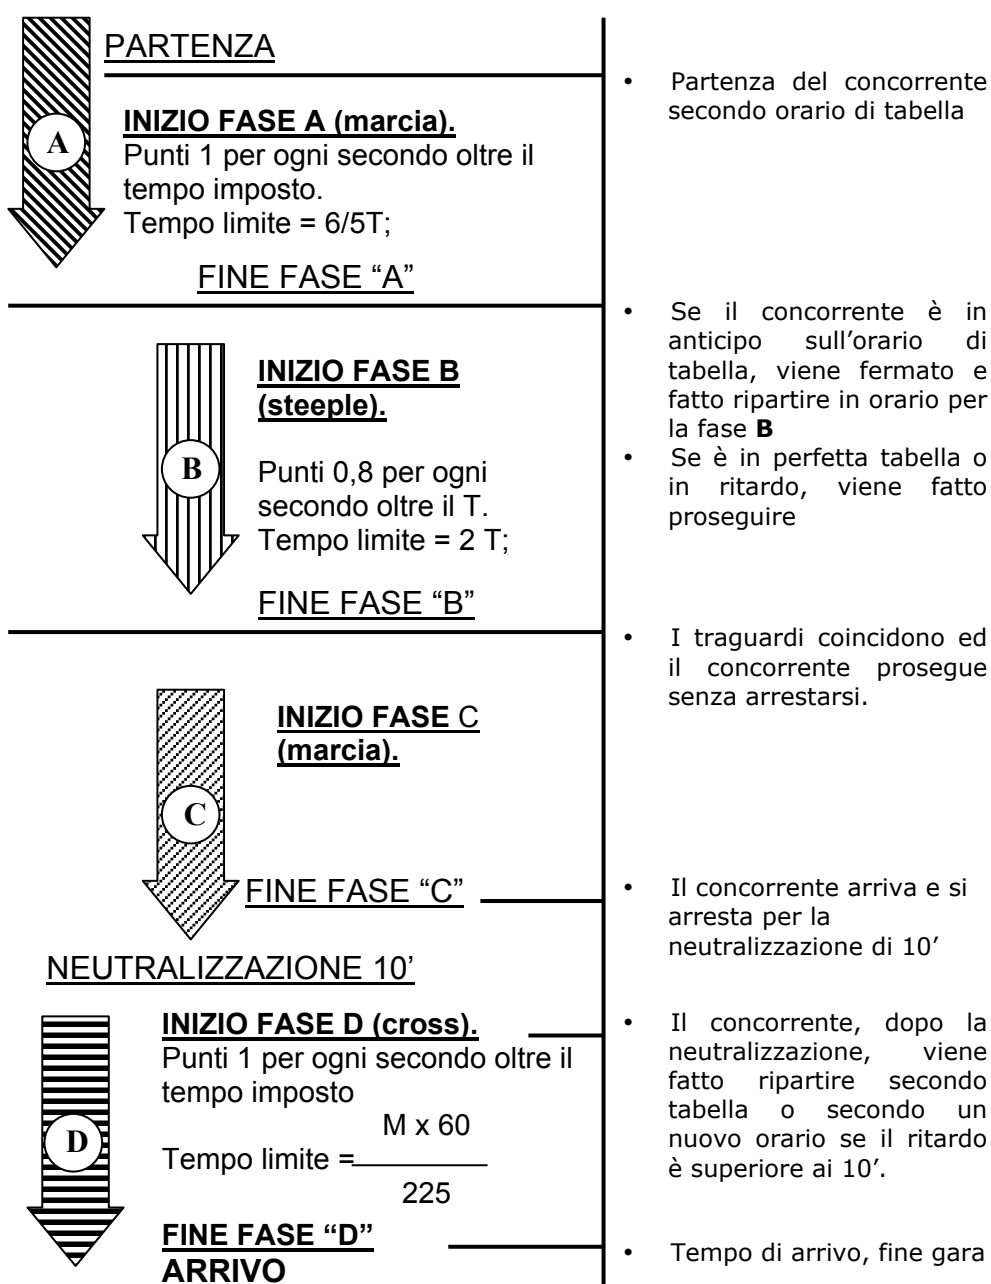 PARTENZA
• Partenza del concorrente
secondo orario di tabella
A
INIZIO FASE A (marcia).
Punti 1 per ogni secondo oltre il
tempo imposto.
Tempo limite = 6/5T;
FINE FASE “A”
• Se il concorrente è in
anticipo sull’orario di
tabella, viene fermato e
fatto ripartire in orario per
la fase B
• Se è in perfetta tabella o
in ritardo, viene fatto
proseguire
INIZIO FASE B
(steeple).
B
Punti 0,8 per ogni
secondo oltre il T.
Tempo limite = 2 T;
FINE FASE “B”
• I traguardi coincidono ed
il concorrente prosegue
senza arrestarsi.
INIZIO FASE C
(marcia).
C
FINE FASE “C”
• Il concorrente arriva e si
arresta per la
neutralizzazione di 10’
NEUTRALIZZAZIONE 10’
INIZIO FASE D (cross).
Punti 1 per ogni secondo oltre il
tempo imposto
D
M x 60
Tempo limite =
225
• Il concorrente, dopo la
neutralizzazione, viene
fatto ripartire secondo
tabella o secondo un
nuovo orario se il ritardo
è superiore ai 10’.
FINE FASE “D”
ARRIVO
• Tempo di arrivo, fine gara